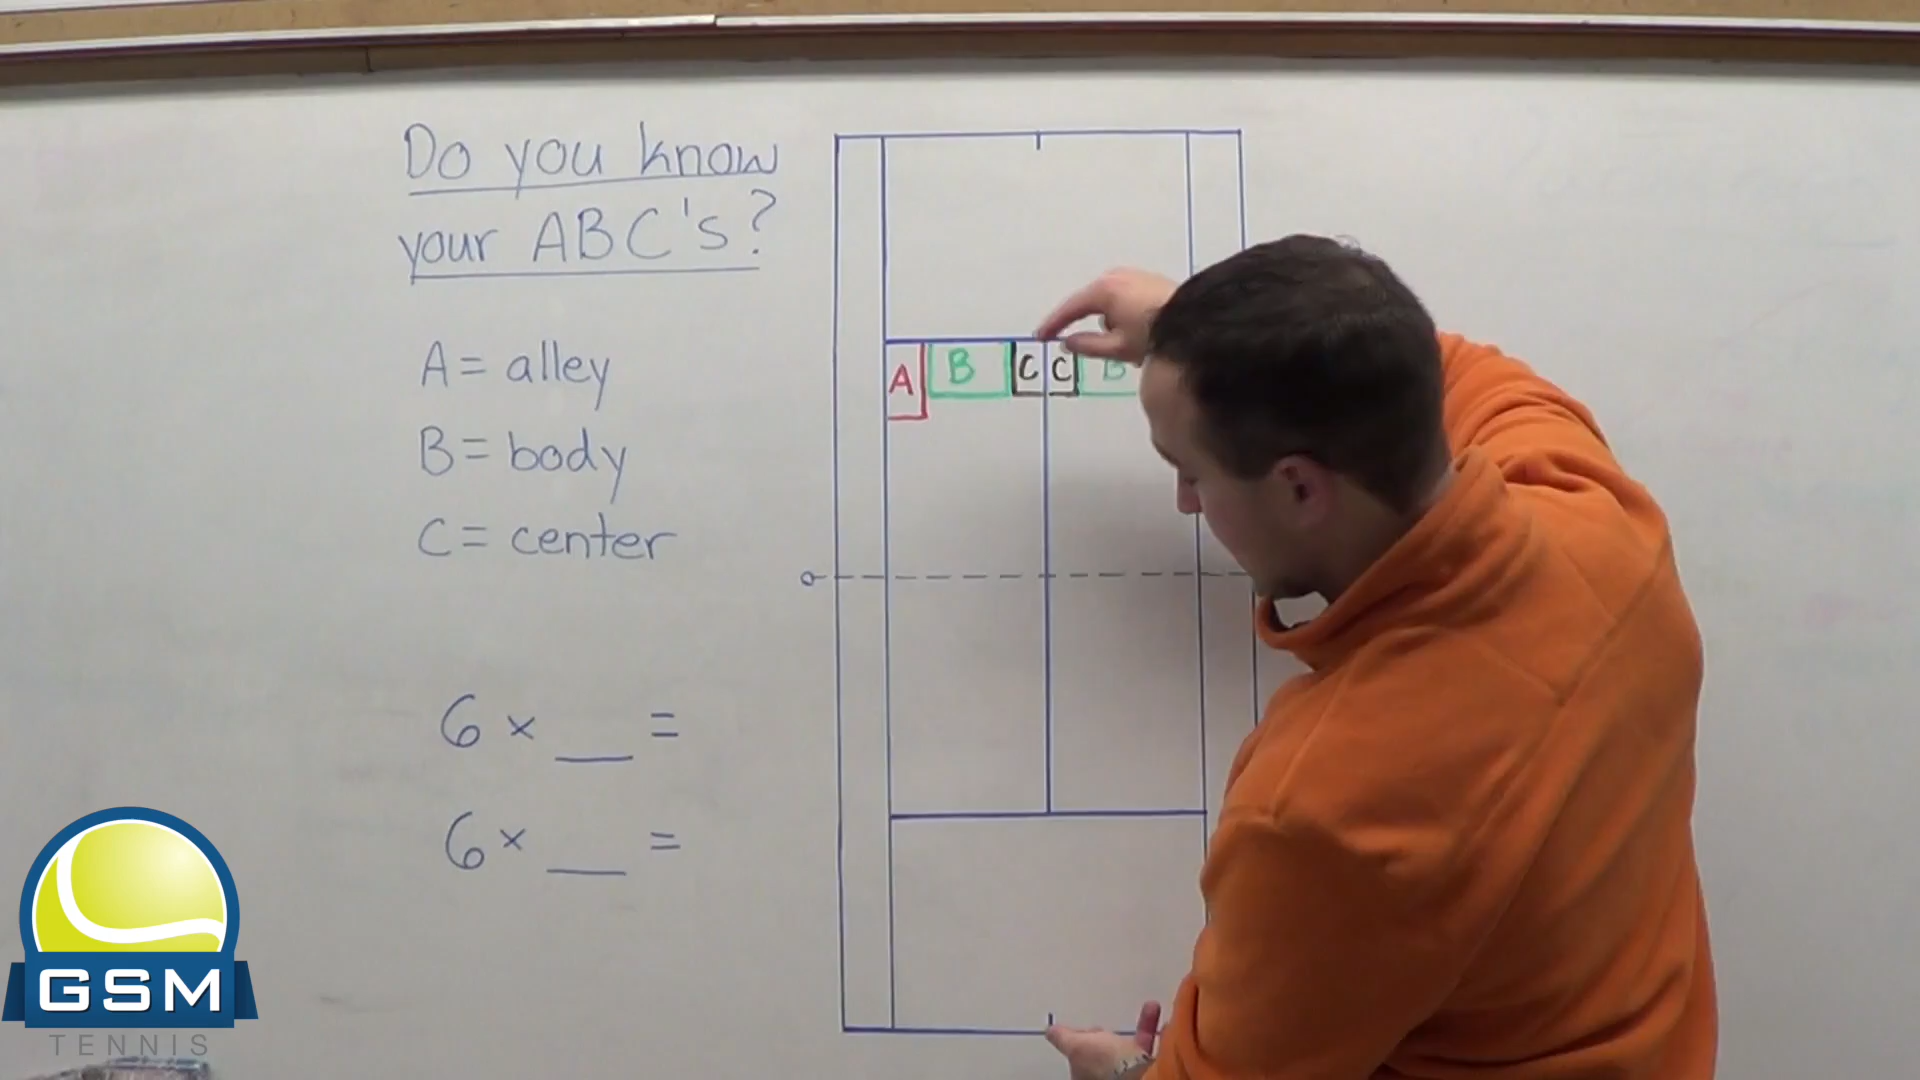 Do you know
your ABC's?
A = alley
B = body
C = center
6 × __ =
6 × __ =
A B C C B
GSM
TENNIS